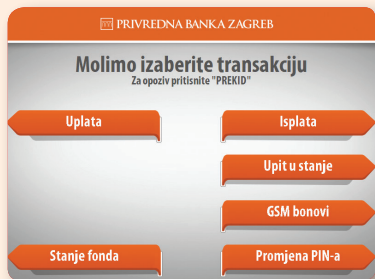 PRIVREDNA BANKA ZAGREB
Molimo izaberite transakciju
Za opoziv pritisnite "PREKID"
Uplata
Isplata
Upit u stanje
GSM bonovi
Stanje fonda
Promjena PIN-a